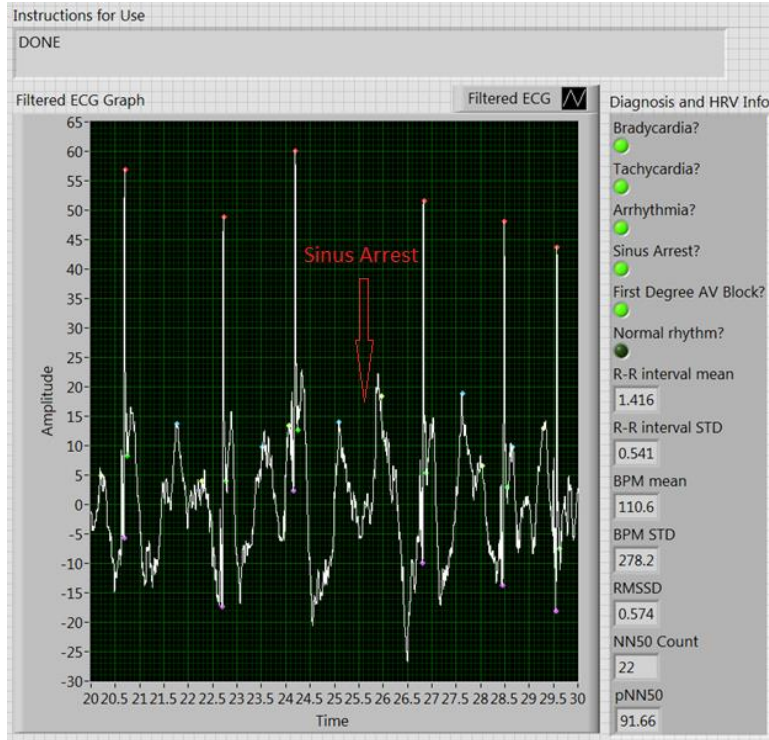 Instructions for Use
DONE
Filtered ECG Graph
Filtered ECG
Amplitude
65
60
55
50
45
40
35
30
25
20
15
10
5
0
-5
-10
-15
-20
-25
-30
Sinus Arrest
20 20.5 21 21.5 22 22.5 23 23.5 24 24.5 25 25.5 26 26.5 27 27.5 28 28.5 29 29.5 30
Time
Diagnosis and HRV Info
Bradycardia?
Tachycardia?
Arrhythmia?
Sinus Arrest?
First Degree AV Block?
Normal rhythm?
R-R interval mean
1.416
R-R interval STD
0.541
BPM mean
110.6
BPM STD
278.2
RMSSD
0.574
NN50 Count
22
pNN50
91.66